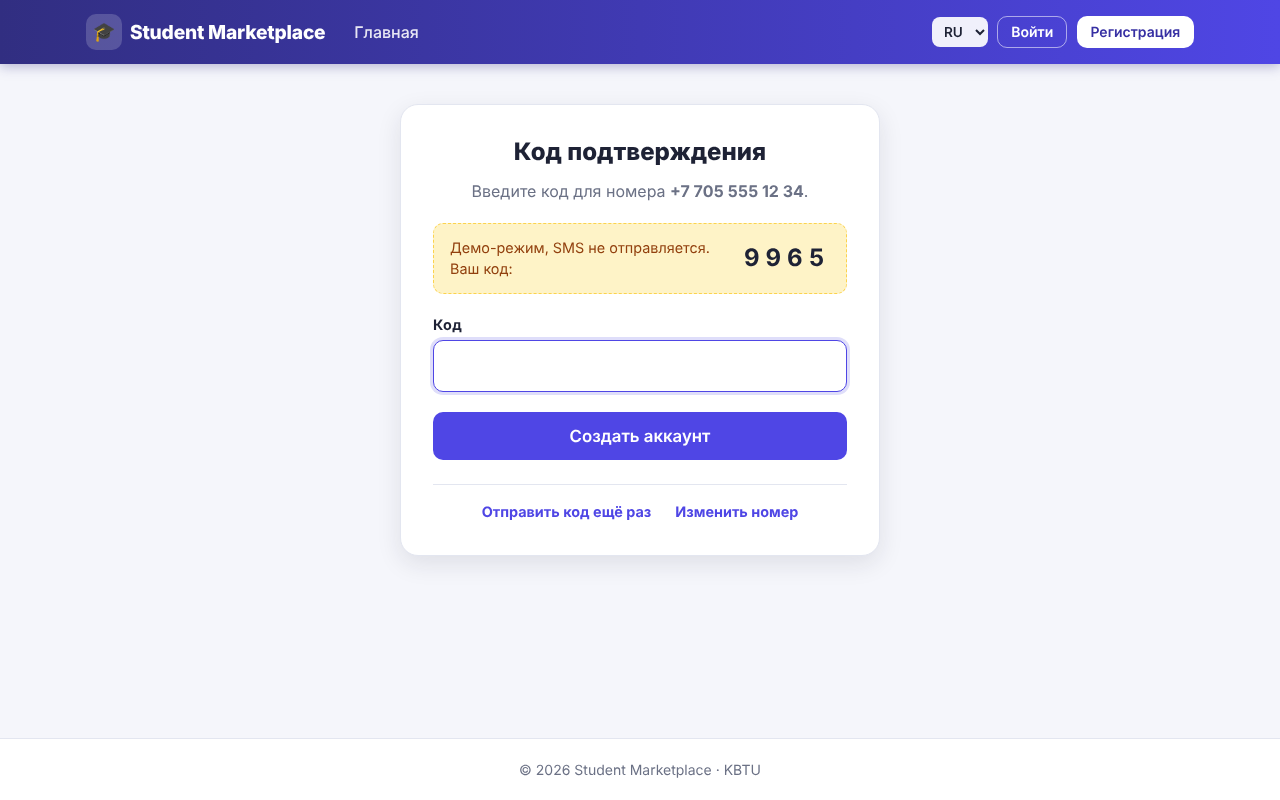 Student Marketplace
Главная
RU
Войти
Регистрация
Код подтверждения
Введите код для номера +7 705 555 12 34.
Демо-режим, SMS не отправляется.
Ваш код:
9965
Код
Создать аккаунт
Отправить код ещё раз
Изменить номер
© 2026 Student Marketplace · KBTU